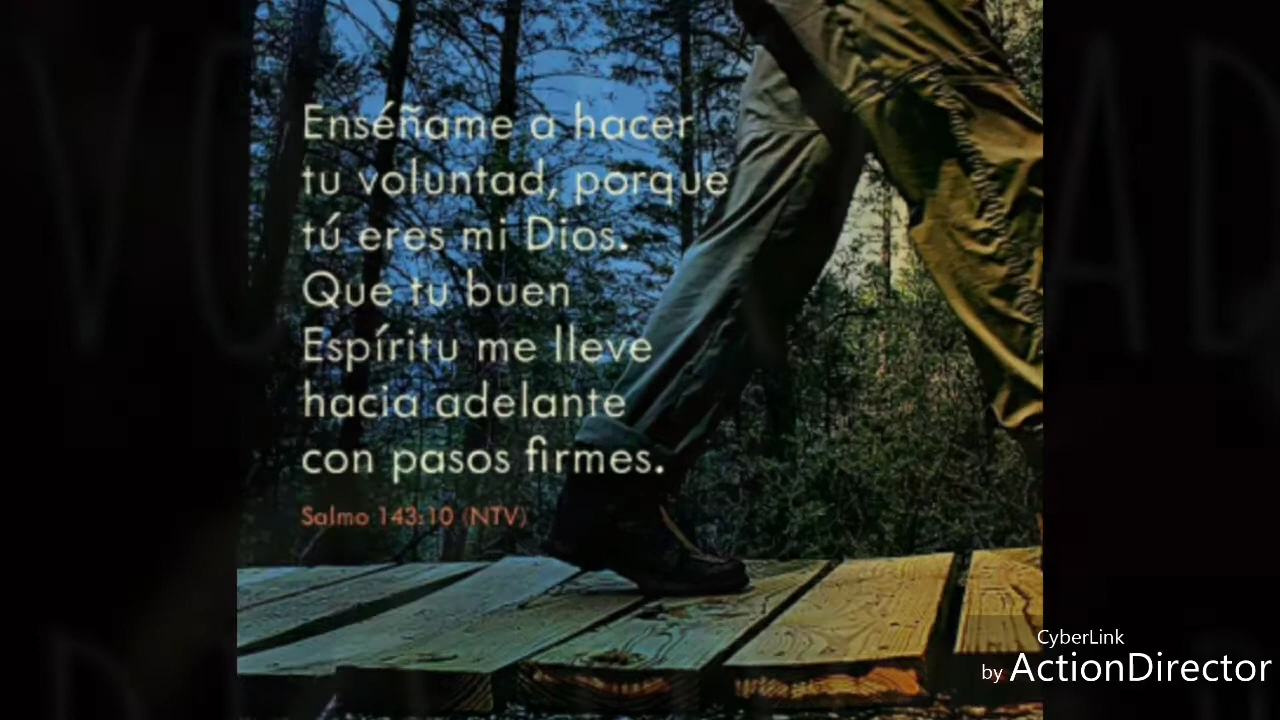 Enséñame a hacer
tu voluntad, porque
tú eres mi Dios.
Que tu buen
Espíritu me lleve
hacia adelante
con pasos firmes.
Salmo 143:10 (NTV)
CyberLink
by ActionDirector